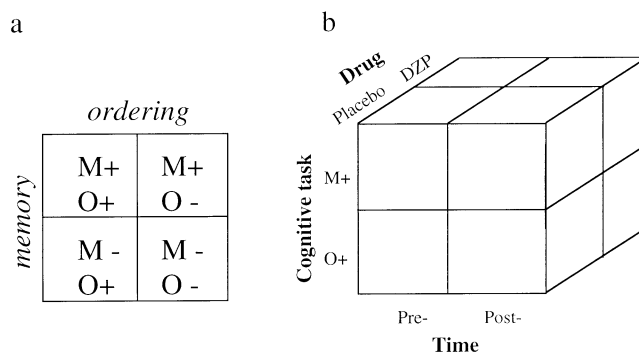 a
ordering
memory
M+ M+
O+ O -
M - M -
O+ O -
b
Drug
Placebo DZP
Cognitive task
M+
O+
Pre- Post-
Time